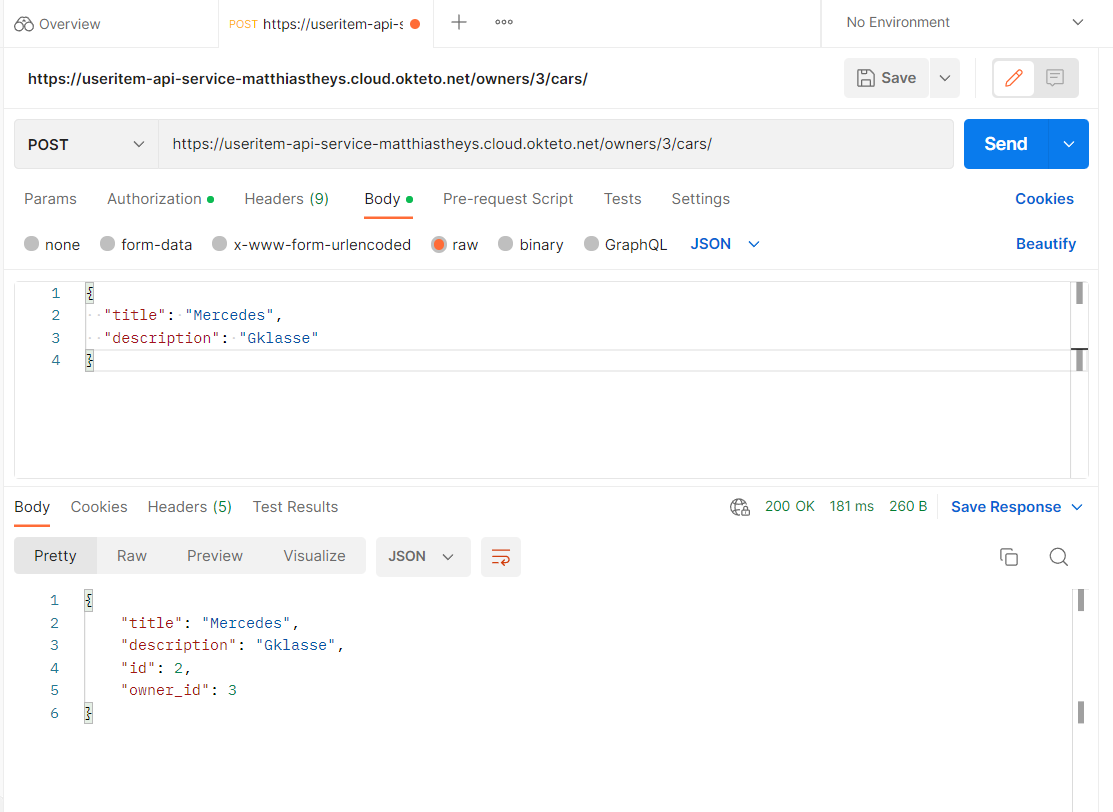 Overview
POST https://useritem-api-s
No Environment
https://useritem-api-service-matthiastheys.cloud.okteto.net/owners/3/cars/
Save
POST
https://useritem-api-service-matthiastheys.cloud.okteto.net/owners/3/cars/
Send
Params Authorization Headers (9) Body Pre-request Script Tests Settings Cookies
none form-data x-www-form-urlencoded raw binary GraphQL JSON Beautify
1 {
2 "title": "Mercedes",
3 "description": "Gklasse"
4 }
Body Cookies Headers (5) Test Results 200 OK 181 ms 260 B Save Response
Pretty Raw Preview Visualize JSON
1 {
2 "title": "Mercedes",
3 "description": "Gklasse",
4 "id": 2,
5 "owner_id": 3
6 }